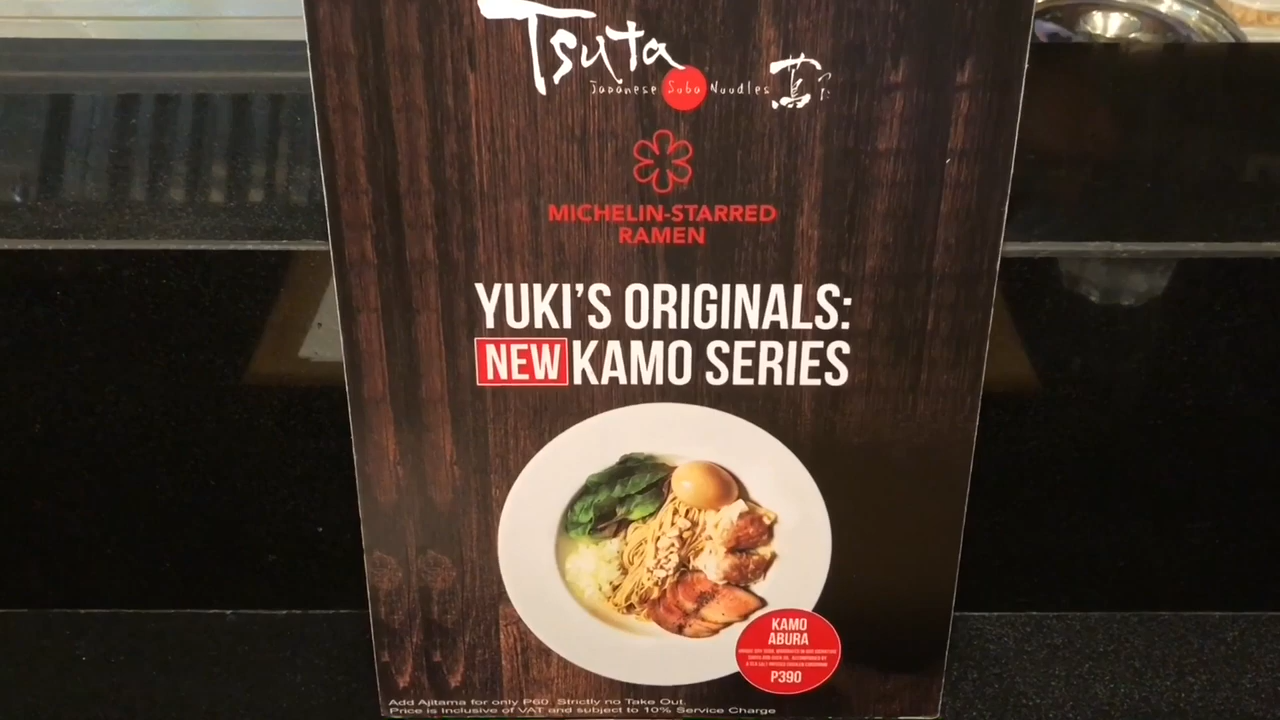 Tsuta
Japanese Soba Noodles 蔦
MICHELIN-STARRED
RAMEN
YUKI'S ORIGINALS:
NEW KAMO SERIES
KAMO
ABURA
P390
Add Ajitama for only P60. Strictly no Take Out.
Price is Inclusive of VAT and subject to 10% Service Charge